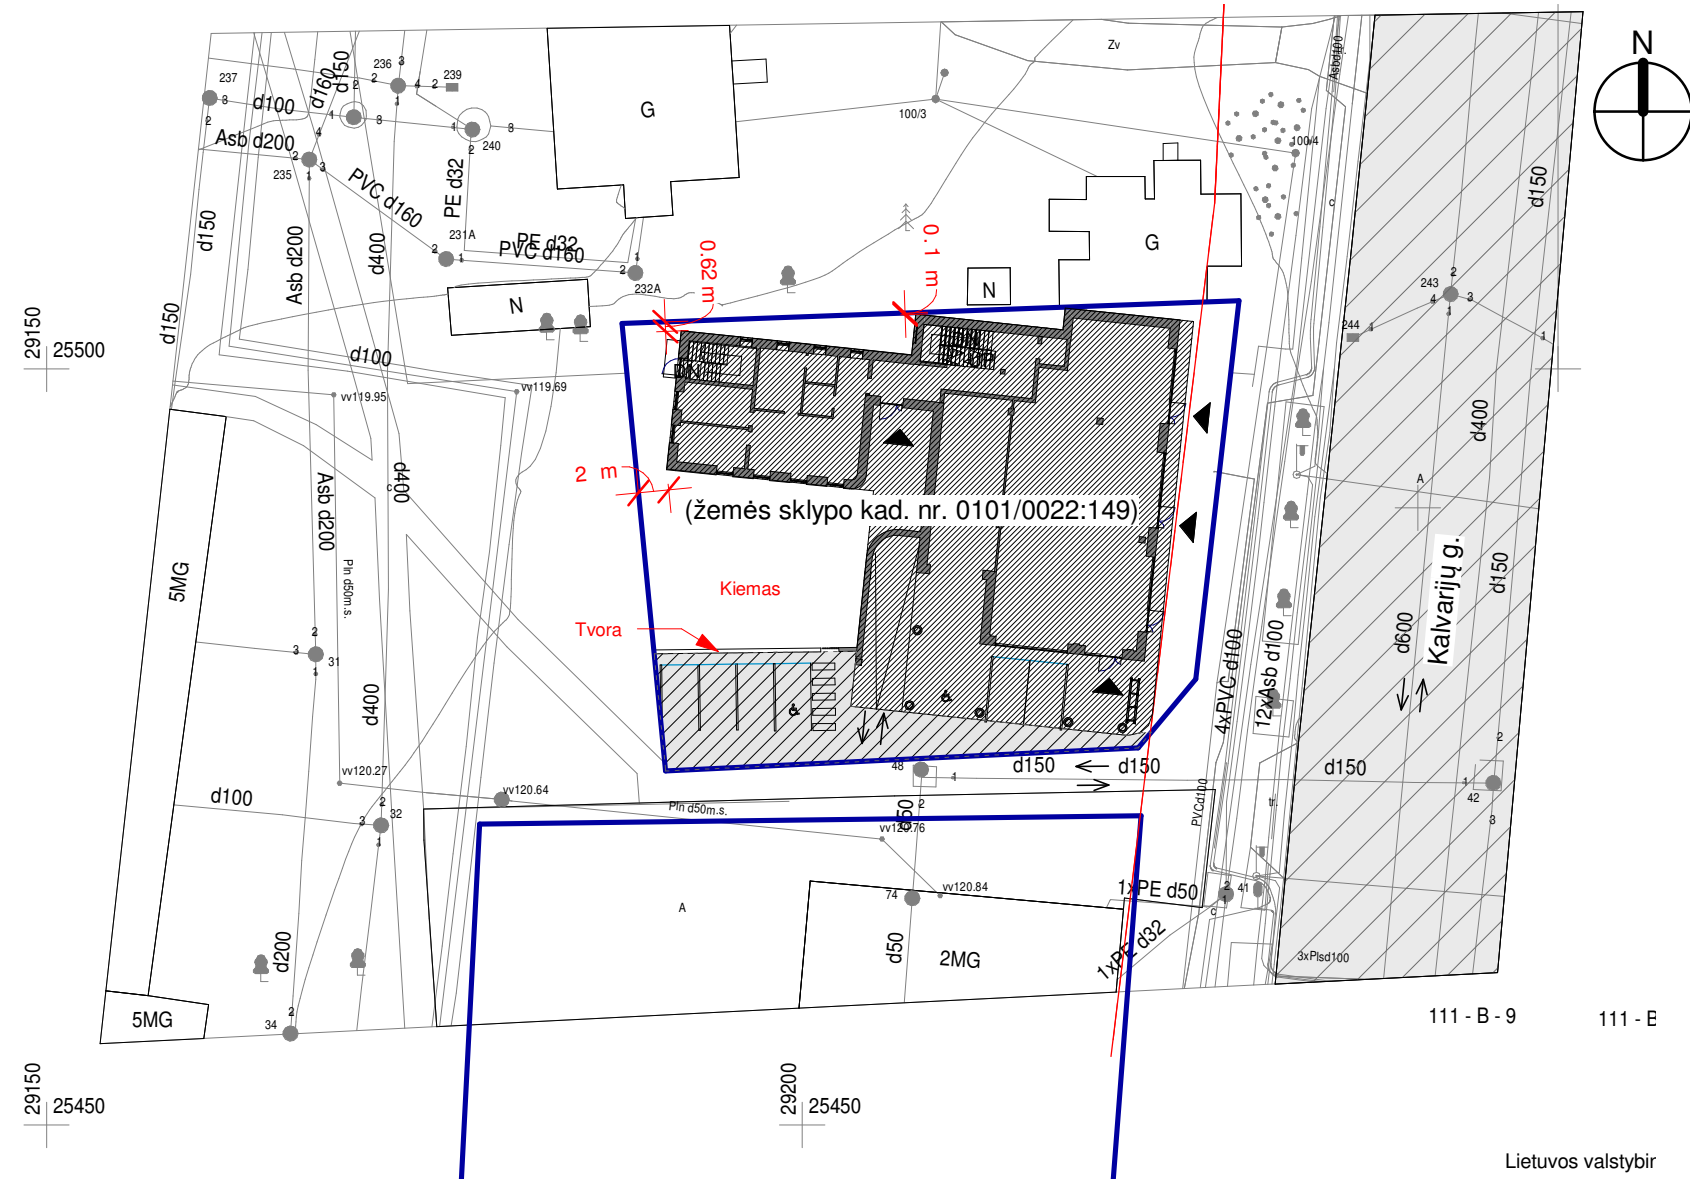 N
237
236
239
235
240
231A
232A
d100
d150
d160
Asb d200
PVC d160
PE d32
PE d32
PVC d160
d150
d400
Asb d200
d150
d100
G
Zv
Asbd100
100/3
100/4
c
G
N
N
0.62 m
0.1 m
243
244
d150
29150
25500
vv119.95
vv119.69
DN
UP
2 m
(žemės sklypo kad. nr. 0101/0022:149)
Kiemas
Tvora
A
d400
d150
d600
Kalvarijų g.
5MG
Asb d200
d400
c
Pln d50m.s.
31
d400
4xPVC d100
12xAsb d100
vv120.27
vv120.64
d100
32
Pln d50m.s.
48
d150
d150
d150
42
d50
vv120.76
vv120.84
74
PVCd100
tr.
1xPE d50
1xPE d32
41
c
A
d50
2MG
3xPlsd100
d200
5MG
34
111 - B - 9
111 - B
29150
25450
29200
25450
Lietuvos valstybir